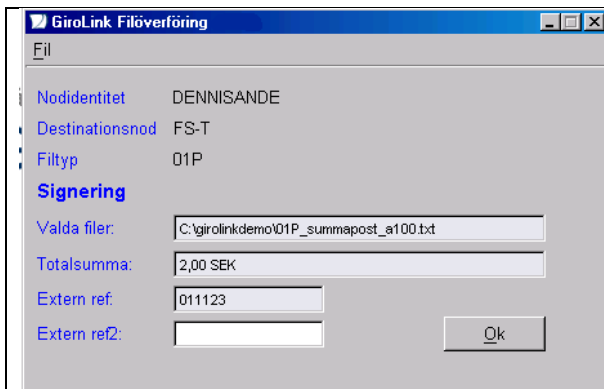 GiroLink Filöverföring
Fil
Nodidentitet DENNISANDE
Destinationsnod FS-T
Filtyp 01P
Signering
Valda filer: C:\girolinkdemo\01P_summapost_a100.txt
Totalsumma: 2,00 SEK
Extern ref: 011123
Extern ref2:
Ok